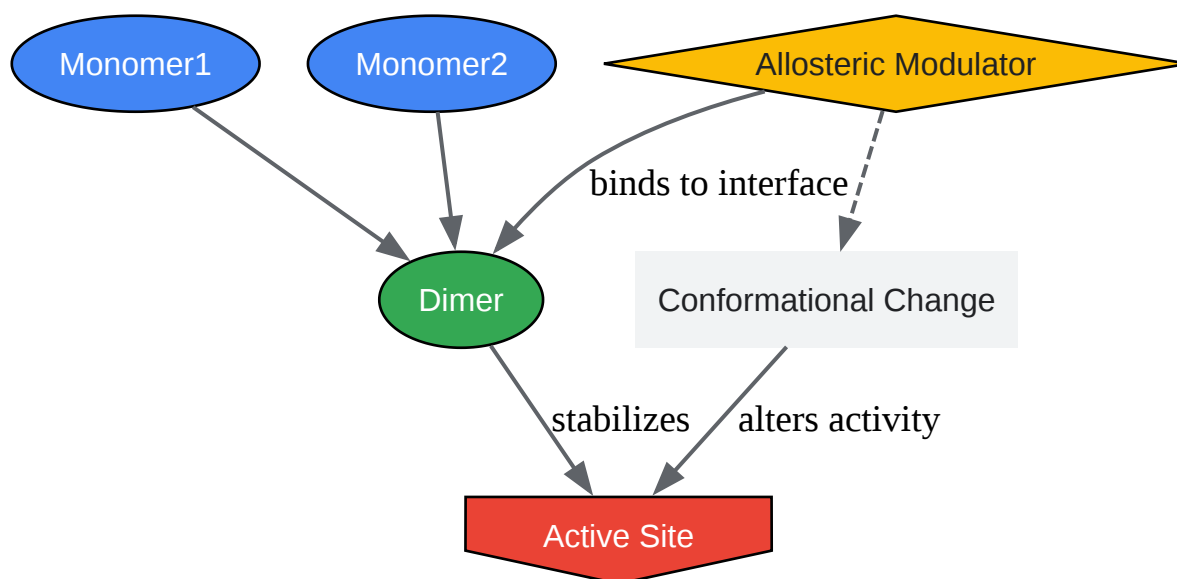 Monomer1
Monomer2
Allosteric Modulator
binds to interface
Dimer
Conformational Change
stabilizes
alters activity
Active Site